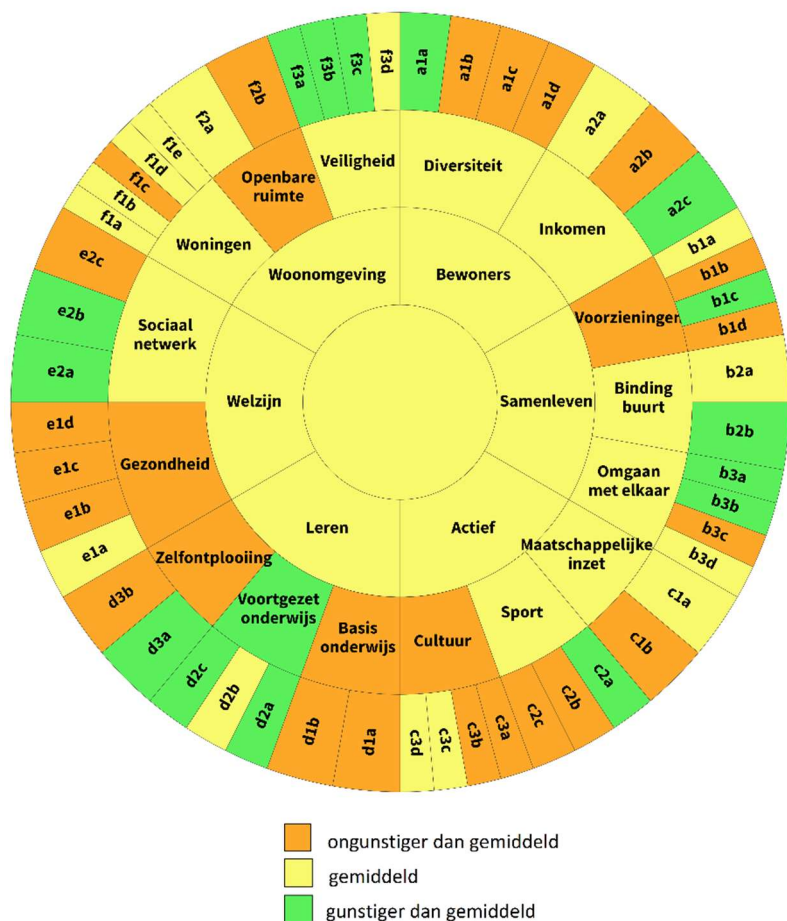 a1a
a1b
a1c
a1d
a2a
a2b
a2c
b1a
b1b
b1c
b1d
b2a
b2b
b3a
b3b
b3c
b3d
c1a
c1b
c2a
c2b
c2c
c3a
c3b
c3c
c3d
d1a
d1b
d2a
d2b
d2c
d3a
d3b
e1a
e1b
e1c
e1d
e2a
e2b
e2c
f1a
f1b
f1c
f1d
f1e
f2a
f2b
f3a
f3b
f3c
f3d
Diversiteit
Inkomen
Voorzieningen
Binding
buurt
Omgaan
met elkaar
Maatschappelijke
inzet
Sport
Cultuur
Basis
onderwijs
Voortgezet
onderwijs
Zelfontplooiing
Gezondheid
Sociaal
netwerk
Woningen
Openbare
ruimte
Veiligheid
Bewoners
Samenleven
Actief
Leren
Welzijn
Woonomgeving
ongunstiger dan gemiddeld
gemiddeld
gunstiger dan gemiddeld